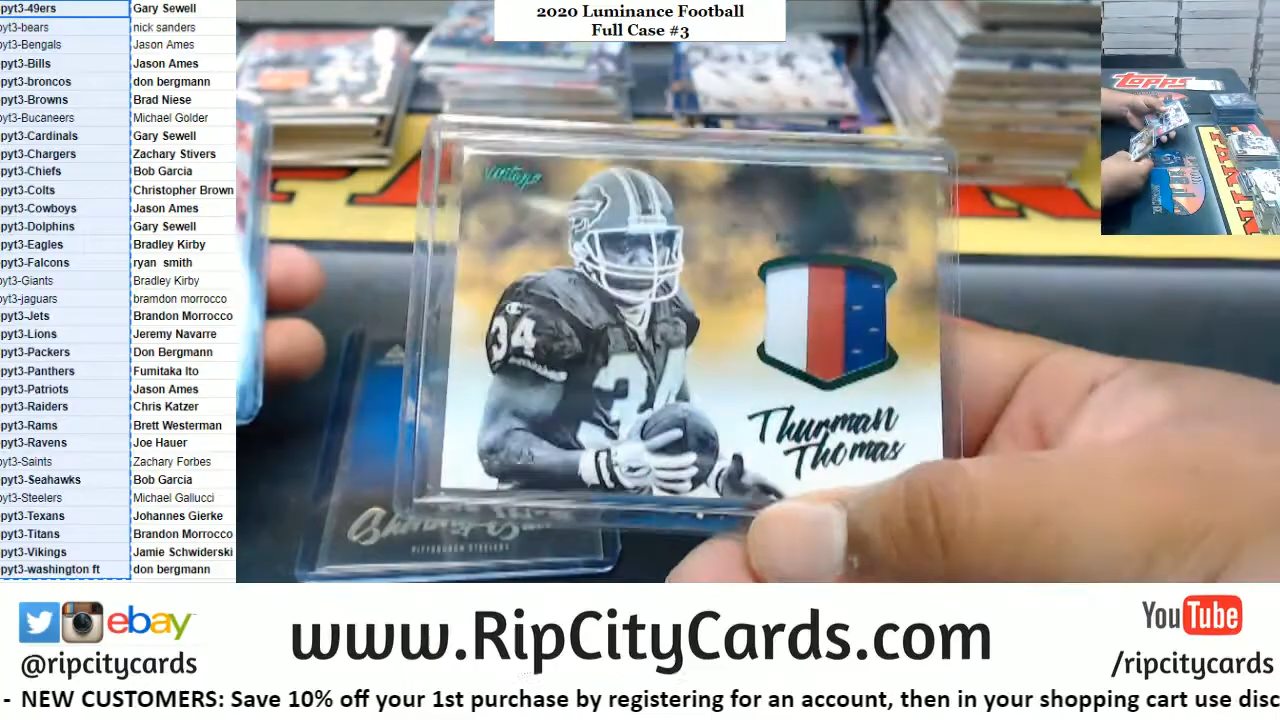 2020 Luminance Football
Full Case #3
pyt3-49ers Gary Sewell
pyt3-bears nick sanders
pyt3-Bengals Jason Ames
pyt3-Bills Jason Ames
pyt3-broncos don bergmann
pyt3-Browns Brad Niese
pyt3-Bucaneers Michael Golder
pyt3-Cardinals Gary Sewell
pyt3-Chargers Zachary Stivers
pyt3-Chiefs Bob Garcia
pyt3-Colts Christopher Brown
pyt3-Cowboys Jason Ames
pyt3-Dolphins Gary Sewell
pyt3-Eagles Bradley Kirby
pyt3-Falcons ryan smith
pyt3-Giants Bradley Kirby
pyt3-jaguars bramdon morrocco
pyt3-Jets Brandon Morrocco
pyt3-Lions Jeremy Navarre
pyt3-Packers Don Bergmann
pyt3-Panthers Fumitaka Ito
pyt3-Patriots Jason Ames
pyt3-Raiders Chris Katzer
pyt3-Rams Brett Westerman
pyt3-Ravens Joe Hauer
pyt3-Saints Zachary Forbes
pyt3-Seahawks Bob Garcia
pyt3-Steelers Michael Gallucci
pyt3-Texans Johannes Gierke
pyt3-Titans Brandon Morrocco
pyt3-Vikings Jamie Schwiderski
pyt3-washington ft don bergmann
Vintage
34
34
Thurman
Thomas
PITTSBURGH STEELERS
Topps
ebay
@ripcitycards
www.RipCityCards.com
YouTube
/ripcitycards
- NEW CUSTOMERS: Save 10% off your 1st purchase by registering for an account, then in your shopping cart use disc